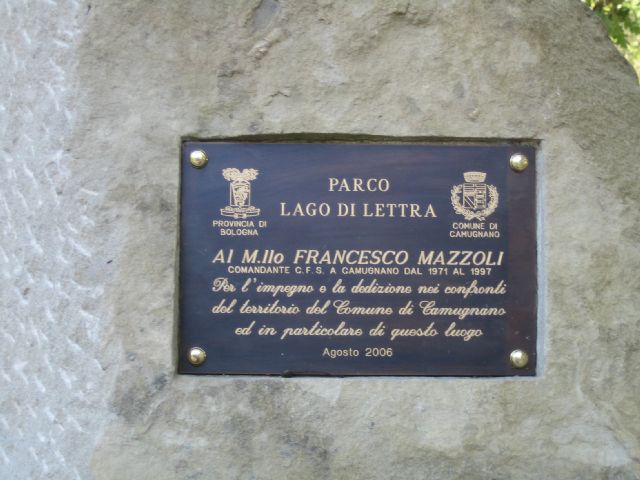 PARCO
LAGO DI LETTRA
PROVINCIA DI
BOLOGNA
COMUNE DI
CAMUGNANO
Al M.llo FRANCESCO MAZZOLI
COMANDANTE C.F.S. A CAMUGNANO DAL 1971 AL 1997
Per l'impegno e la dedizione nei confronti
del territorio del Comune di Camugnano
ed in particolare di questo luogo
Agosto 2006